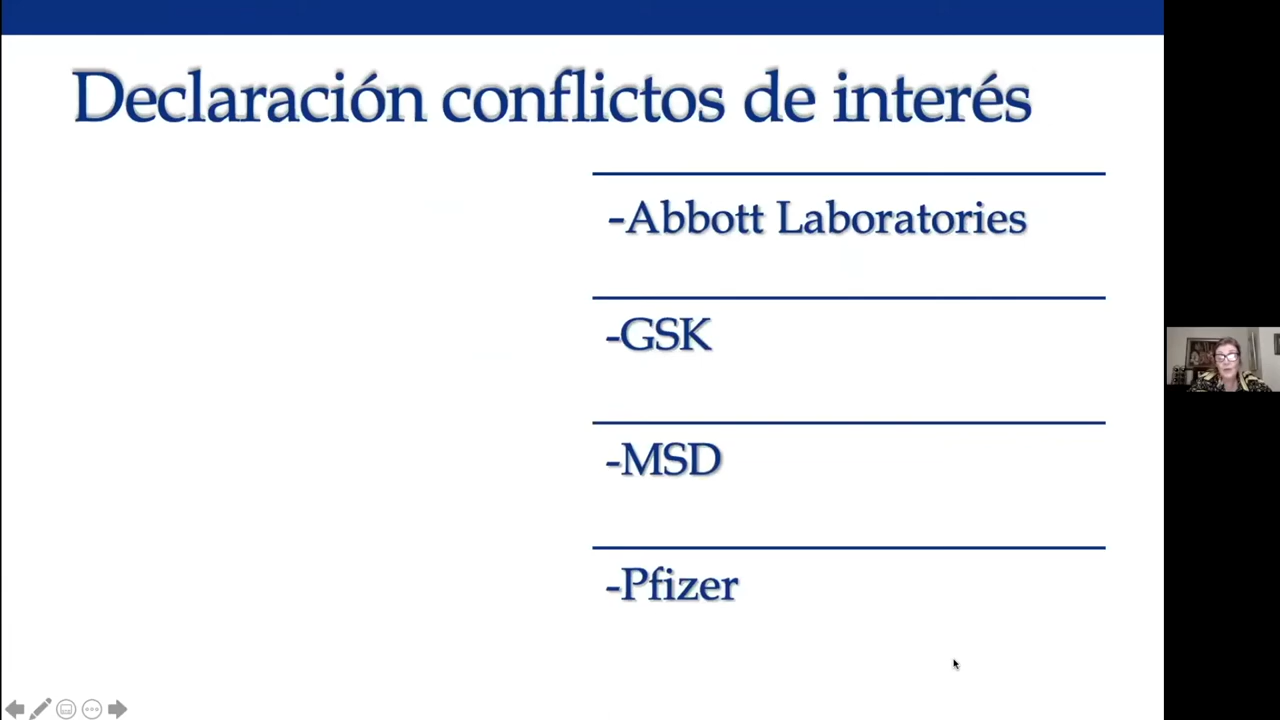 Declaración conflictos de interés
-Abbott Laboratories
-GSK
-MSD
-Pfizer